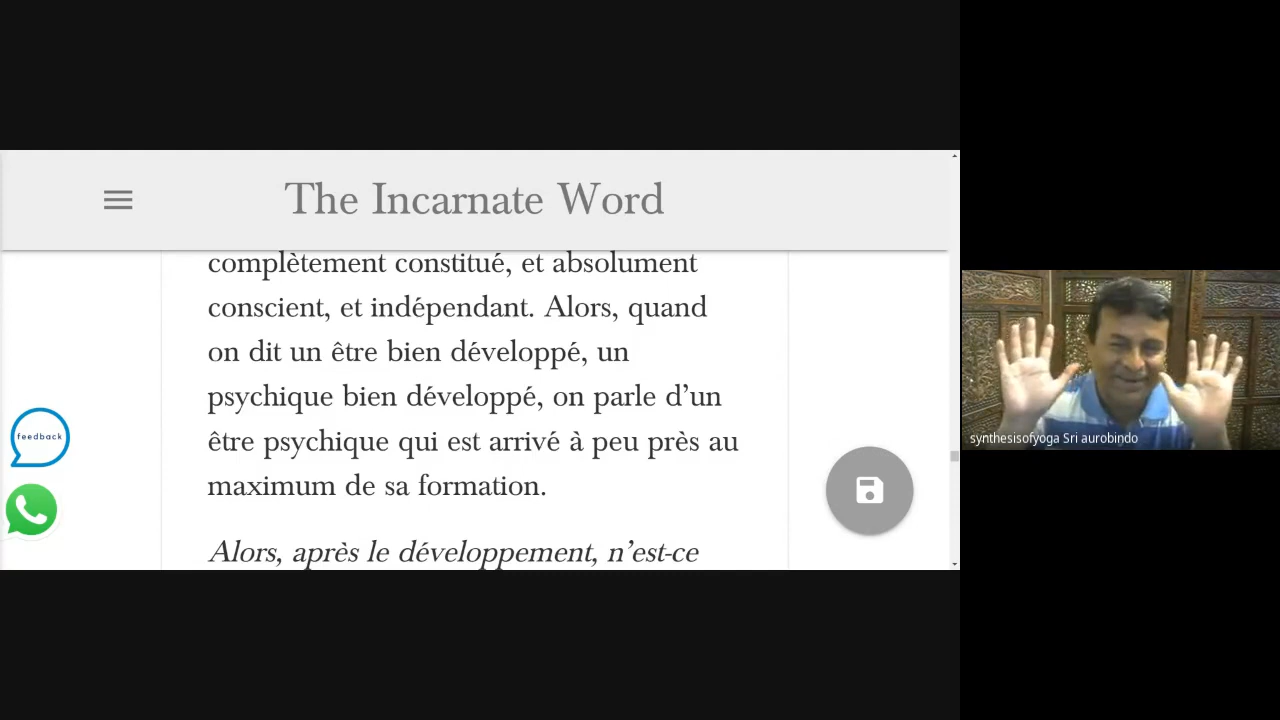 The Incarnate Word
complètement constitué, et absolument
conscient, et indépendant. Alors, quand
on dit un être bien développé, un
psychique bien développé, on parle d’un
être psychique qui est arrivé à peu près au
maximum de sa formation.
Alors, après le développement, n’est-ce
feedback
synthesisofyoga Sri aurobindo